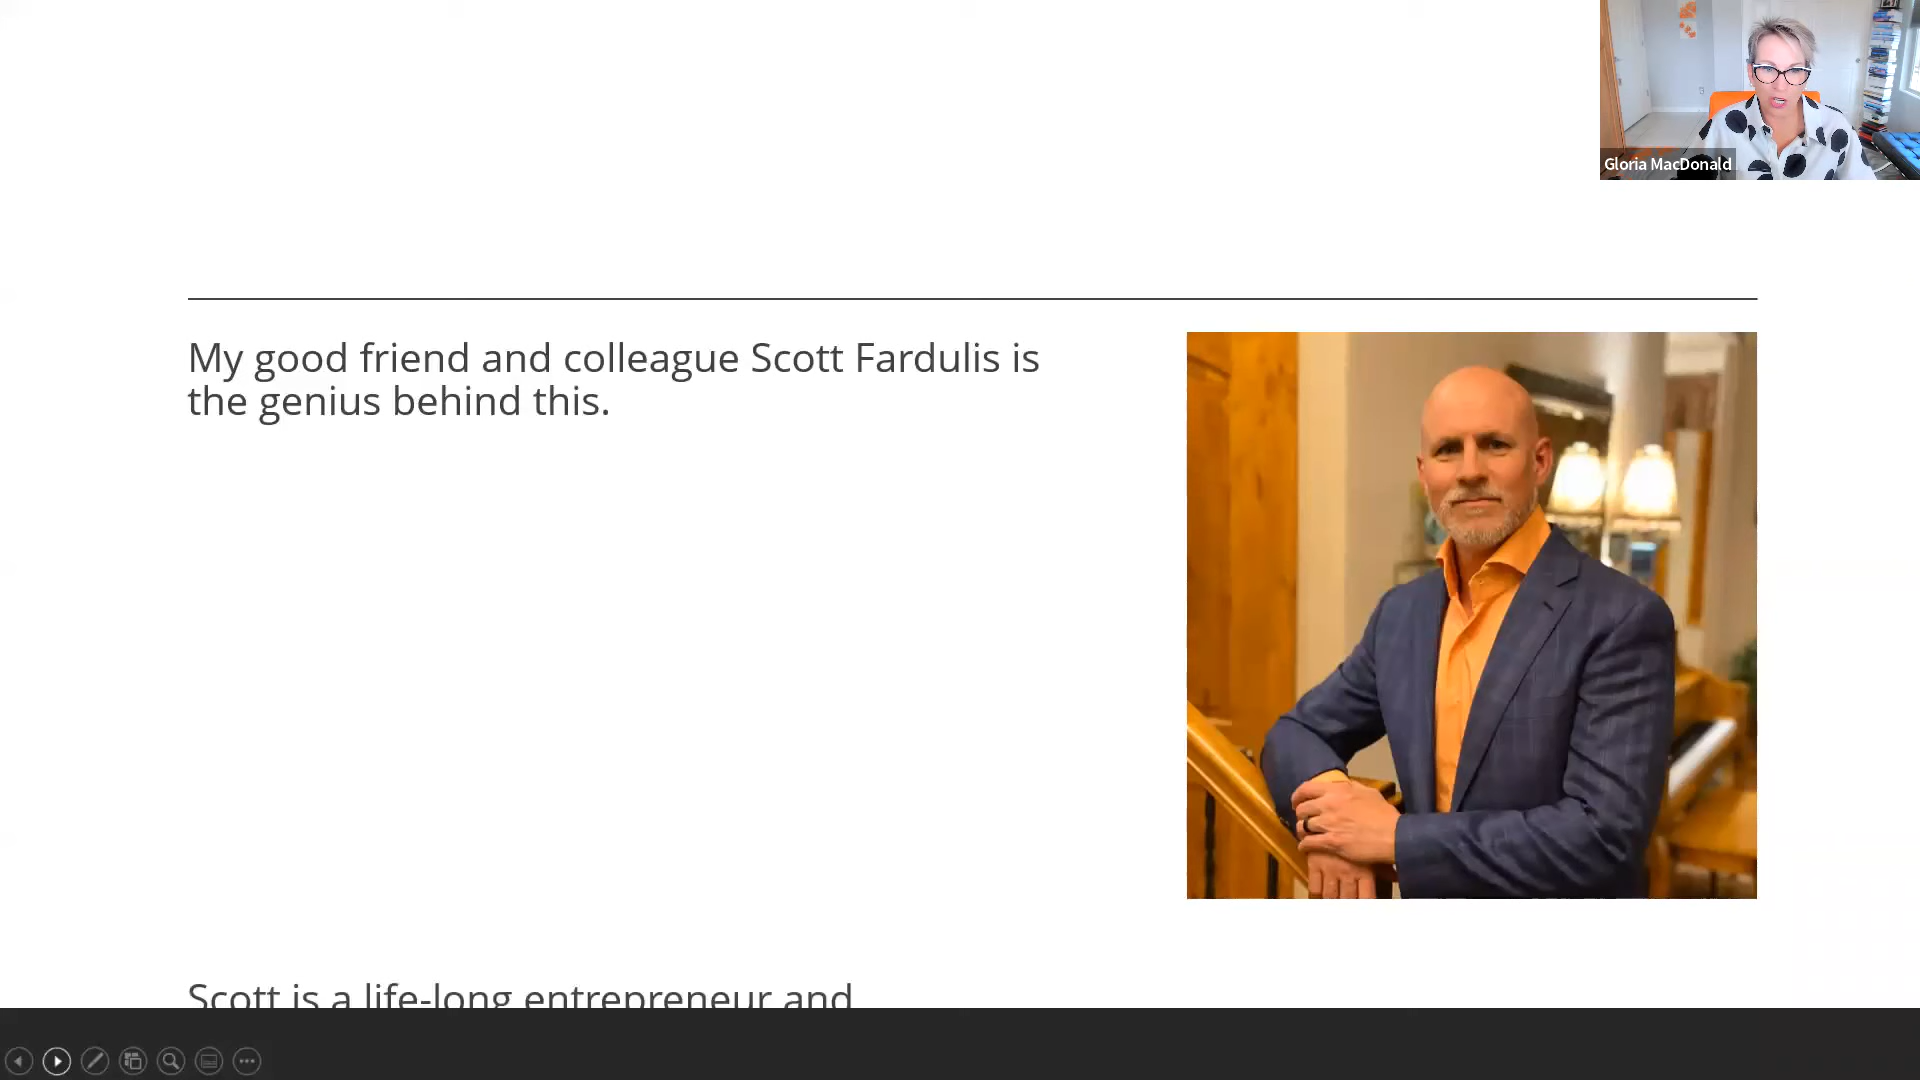 Gloria MacDonald
My good friend and colleague Scott Fardulis is
the genius behind this.
Scott is a life-long entrepreneur and